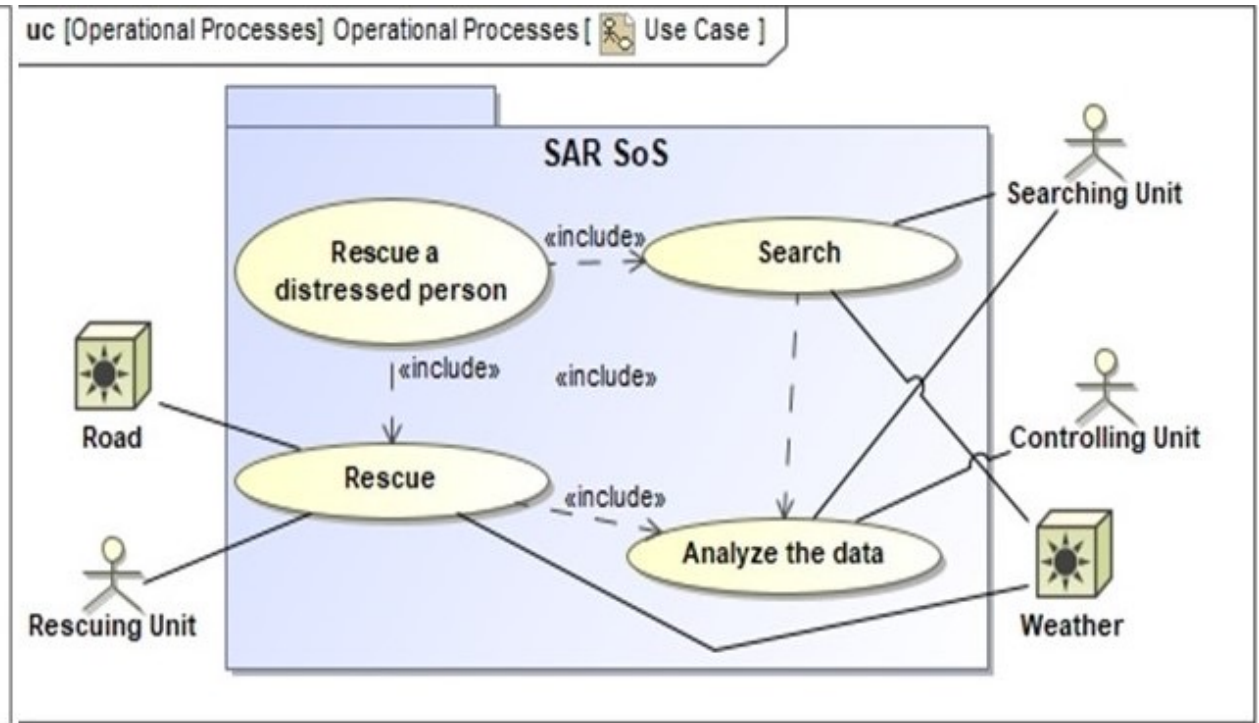 uc [Operational Processes] Operational Processes [ Use Case ]
SAR SoS
Searching Unit
«include»
Search
Rescue a
distressed person
«include»
«include»
Road
Controlling Unit
Rescue
«include»
Analyze the data
Rescuing Unit
Weather